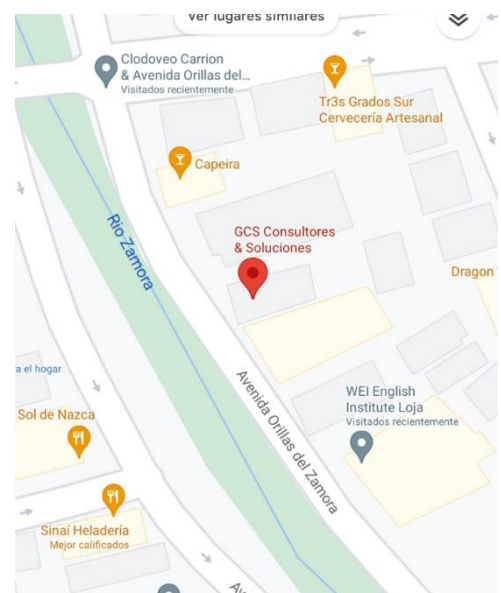 Ver lugares similares
Clodoveo Carrion
& Avenida Orillas del...
Visitados recientemente
Tr3s Grados Sur
Cervecería Artesanal
Capeira
Rio Zamora
GCS Consultores
& Soluciones
Dragon
a el hogar
Avenida Orillas del Zamora
WEI English
Institute Loja
Visitados recientemente
Sol de Nazca
Sinaí Heladería
Mejor calificados